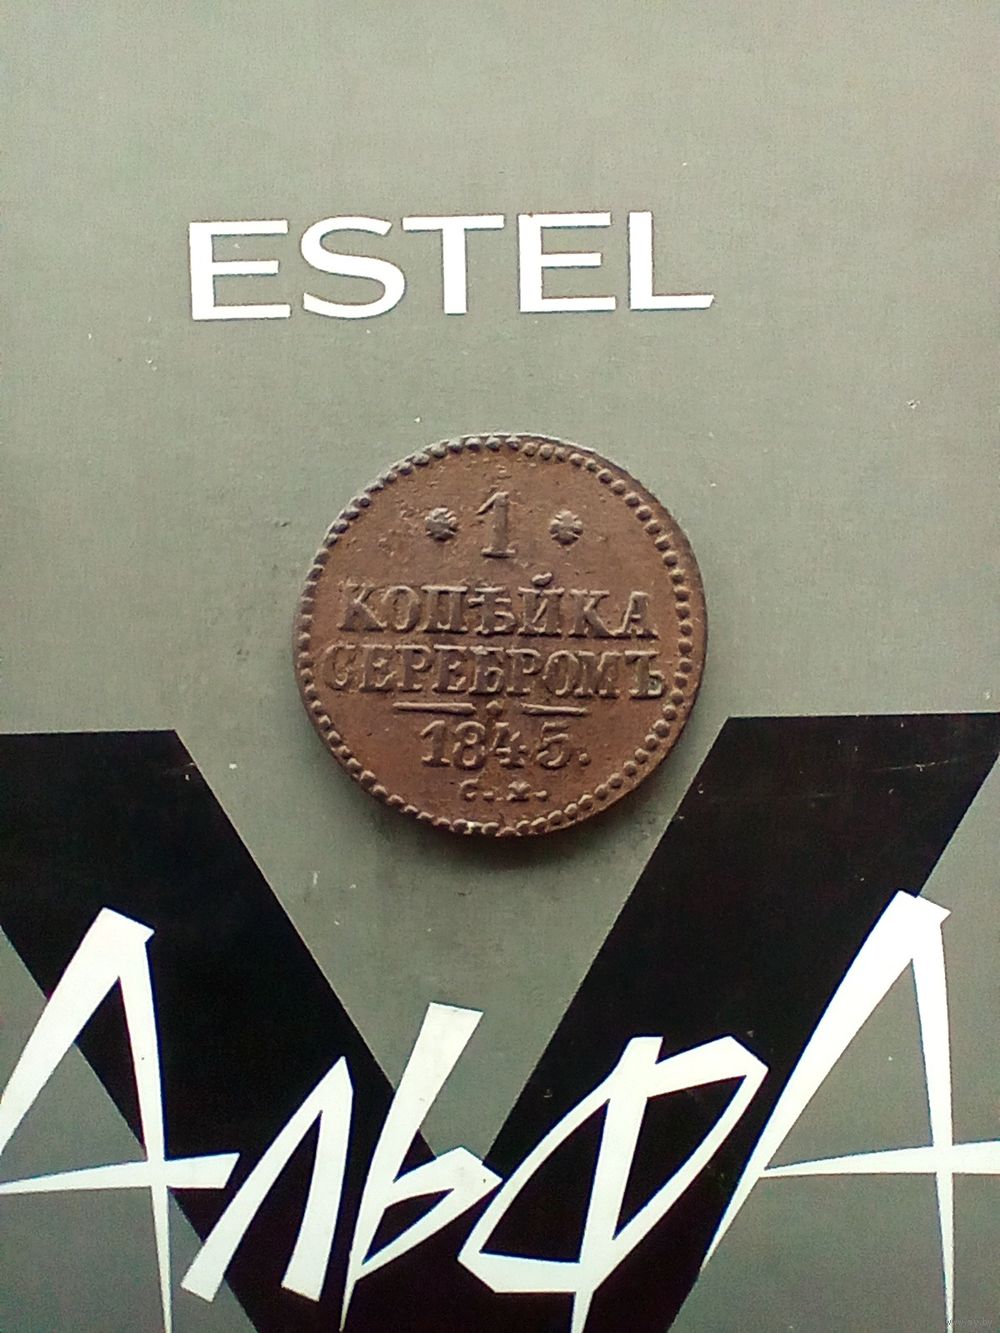 ESTEL
* 1 *
КОПѢЙКА
СЕРЕБРОМЪ
1845.
С.М.
АльфА